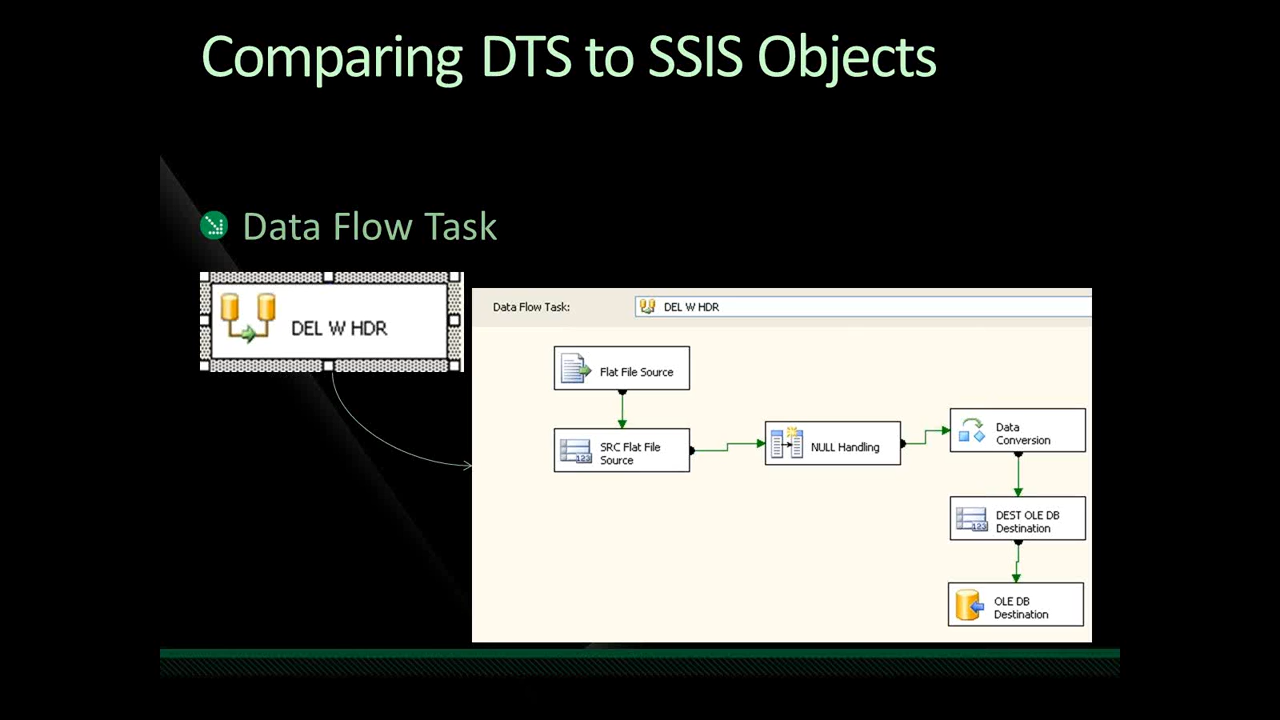 Comparing DTS to SSIS Objects
Data Flow Task
DEL W HDR
Data Flow Task:
DEL W HDR
Flat File Source
SRC Flat File
Source
NULL Handling
Data
Conversion
DEST OLE DB
Destination
OLE DB
Destination